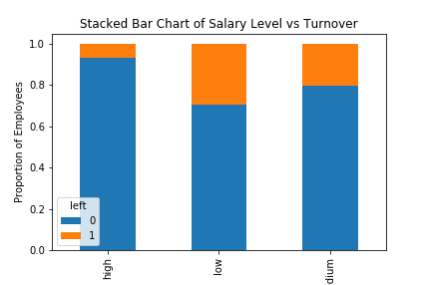 Stacked Bar Chart of Salary Level vs Turnover
Proportion of Employees
1.0
0.8
0.6
0.4
0.2
0.0
left
0
1
high
low
dium